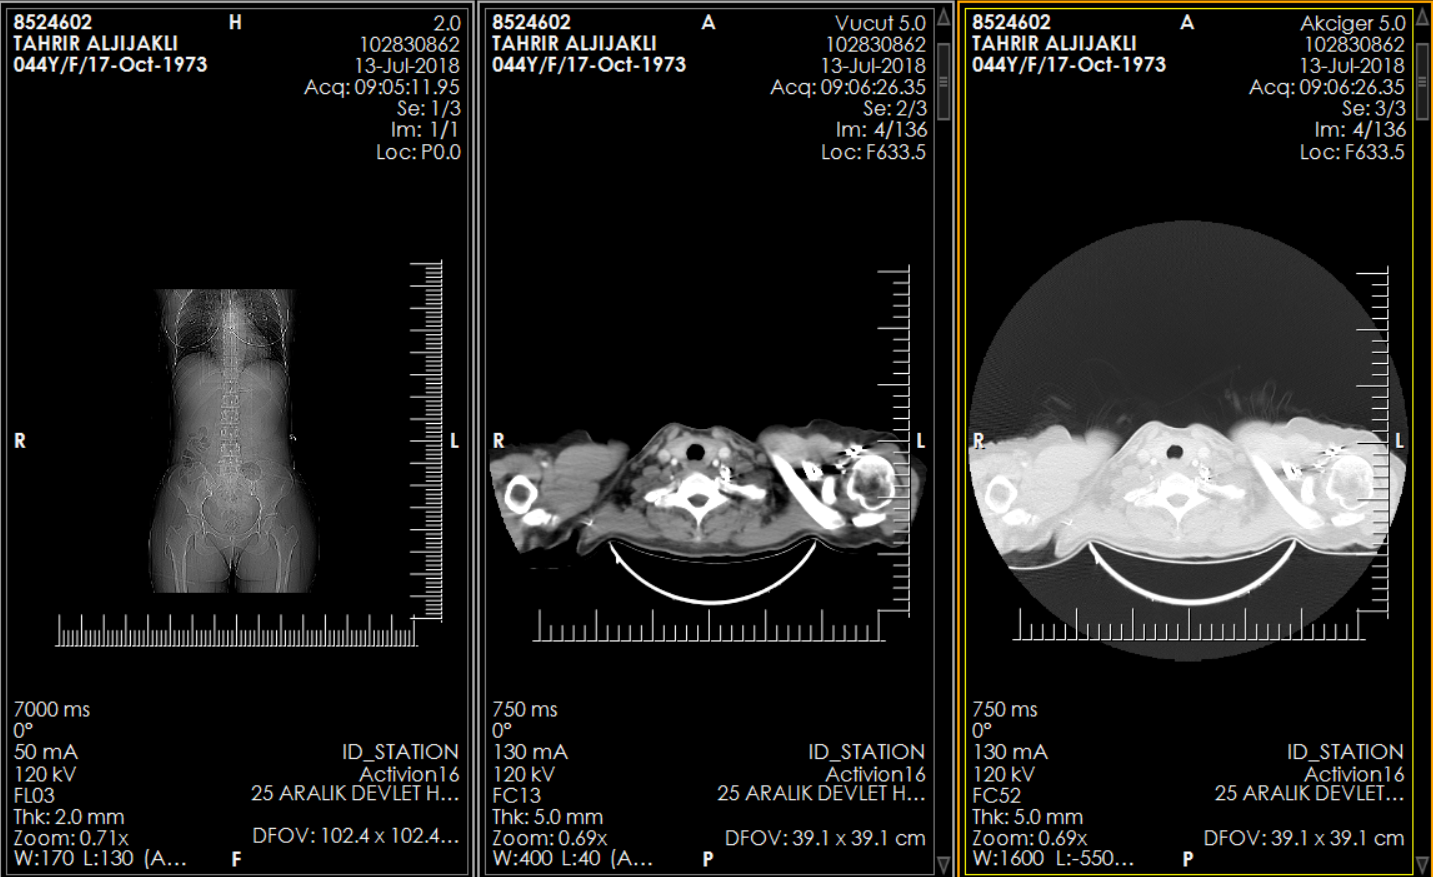 8524602
H
2.0
TAHRIR ALJIJAKLI
102830862
044Y/F/17-Oct-1973
13-Jul-2018
Acq: 09:05:11.95
Se: 1/3
Im: 1/1
Loc: P0.0
R
L
7000 ms
0°
50 mA
ID_STATION
120 kV
Activion16
FL03
25 ARALIK DEVLET H...
Thk: 2.0 mm
Zoom: 0.71x
DFOV: 102.4 x 102.4...
W:170 L:130 (A...
F
8524602
A
Vucut 5.0
TAHRIR ALJIJAKLI
102830862
044Y/F/17-Oct-1973
13-Jul-2018
Acq: 09:06:26.35
Se: 2/3
Im: 4/136
Loc: F633.5
R
L
750 ms
0°
130 mA
ID_STATION
120 kV
Activion16
FC13
25 ARALIK DEVLET H...
Thk: 5.0 mm
Zoom: 0.69x
DFOV: 39.1 x 39.1 cm
W:400 L:40 (A...
P
8524602
A
Akciger 5.0
TAHRIR ALJIJAKLI
102830862
044Y/F/17-Oct-1973
13-Jul-2018
Acq: 09:06:26.35
Se: 3/3
Im: 4/136
Loc: F633.5
R
L
750 ms
0°
130 mA
ID_STATION
120 kV
Activion16
FC52
25 ARALIK DEVLET...
Thk: 5.0 mm
Zoom: 0.69x
DFOV: 39.1 x 39.1 cm
W:1600 L:-550...
P